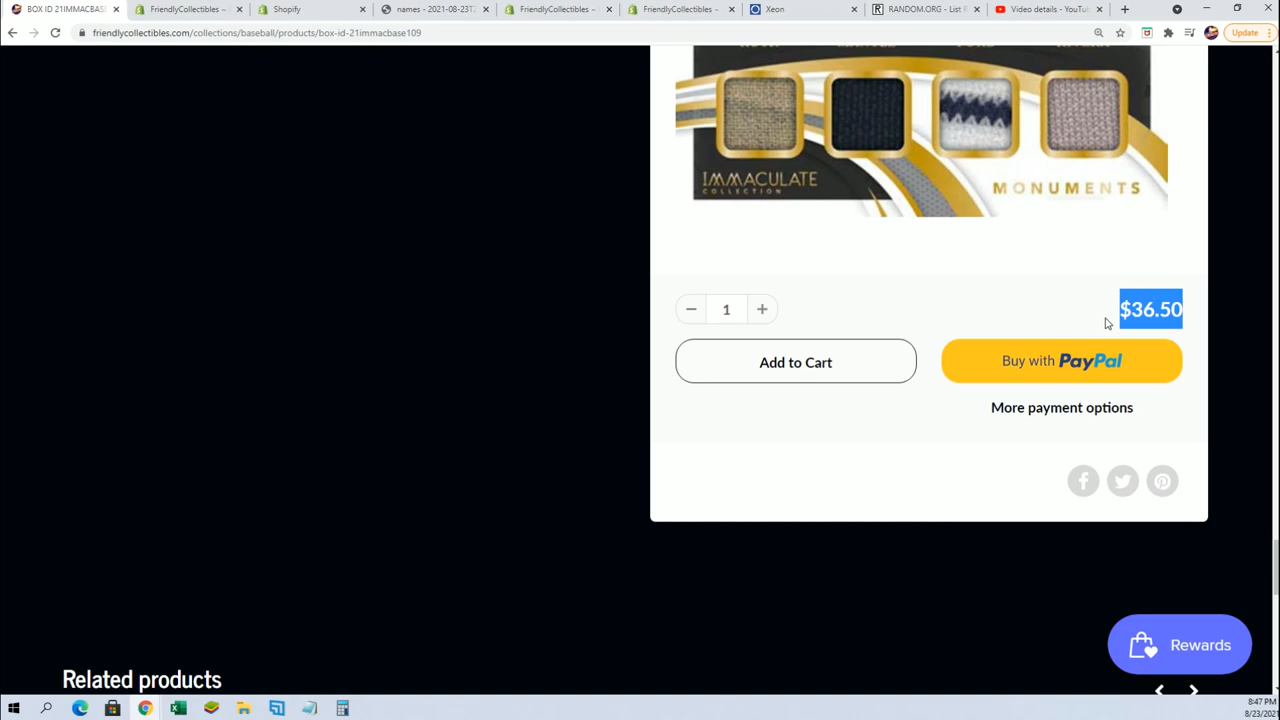 BOX ID 21IMMACBASE
FriendlyCollectibles ~
Shopify
names - 2021-08-23T
FriendlyCollectibles ~
FriendlyCollectibles ~
Xeon
RANDOM.ORG - List R
Video details - YouTu
friendlycollectibles.com/collections/baseball/products/box-id-21immacbase109
Update
IMMACULATE
COLLECTION
MONUMENTS
1
$36.50
Add to Cart
Buy with PayPal
More payment options
Rewards
Related products
8:47 PM
8/23/2021